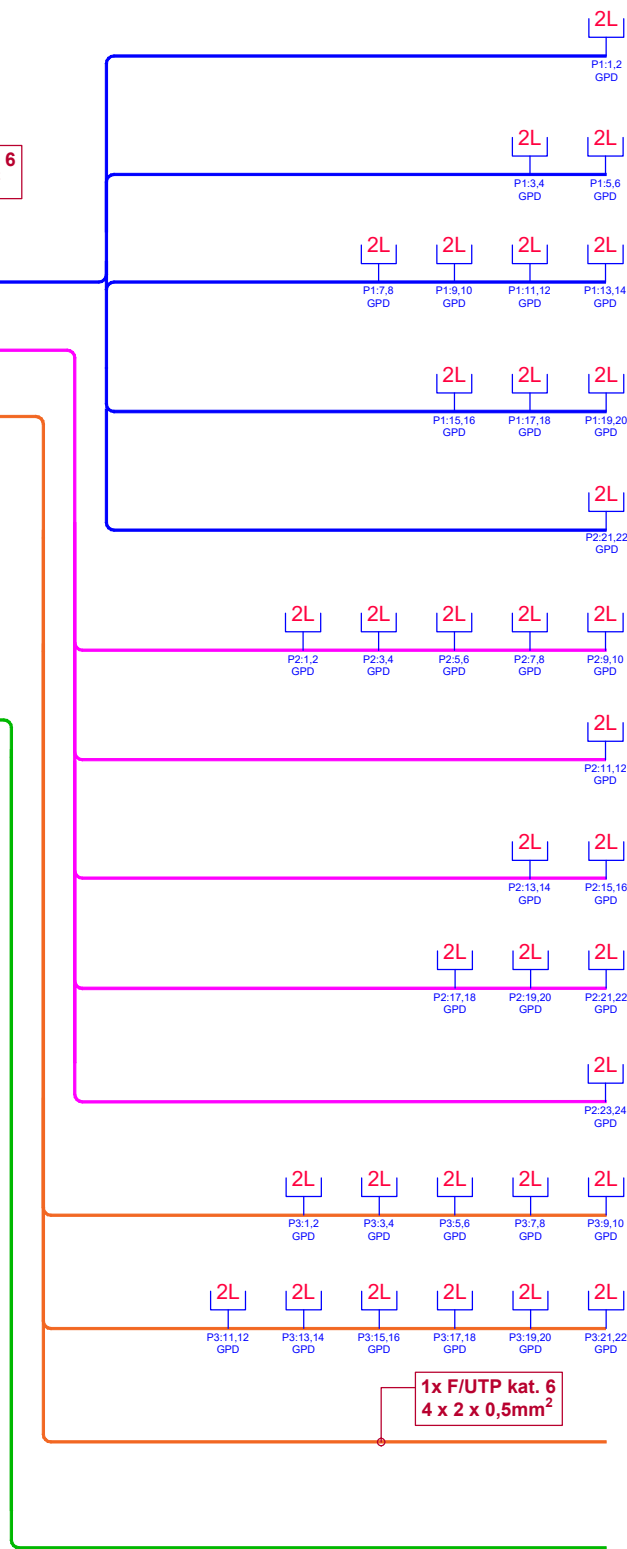 2L
P1:1,2
GPD
6
2L 2L
P1:3,4 P1:5,6
GPD GPD
2L 2L 2L 2L
P1:7,8 P1:9,10 P1:11,12 P1:13,14
GPD GPD GPD GPD
2L 2L 2L
P1:15,16 P1:17,18 P1:19,20
GPD GPD GPD
2L
P2:21,22
GPD
2L 2L 2L 2L 2L
P2:1,2 P2:3,4 P2:5,6 P2:7,8 P2:9,10
GPD GPD GPD GPD GPD
2L
P2:11,12
GPD
2L 2L
P2:13,14 P2:15,16
GPD GPD
2L 2L 2L
P2:17,18 P2:19,20 P2:21,22
GPD GPD GPD
2L
P2:23,24
GPD
2L 2L 2L 2L 2L
P3:1,2 P3:3,4 P3:5,6 P3:7,8 P3:9,10
GPD GPD GPD GPD GPD
2L 2L 2L 2L 2L 2L
P3:11,12 P3:13,14 P3:15,16 P3:17,18 P3:19,20 P3:21,22
GPD GPD GPD GPD GPD GPD
1x F/UTP kat. 6
4 x 2 x 0,5mm²